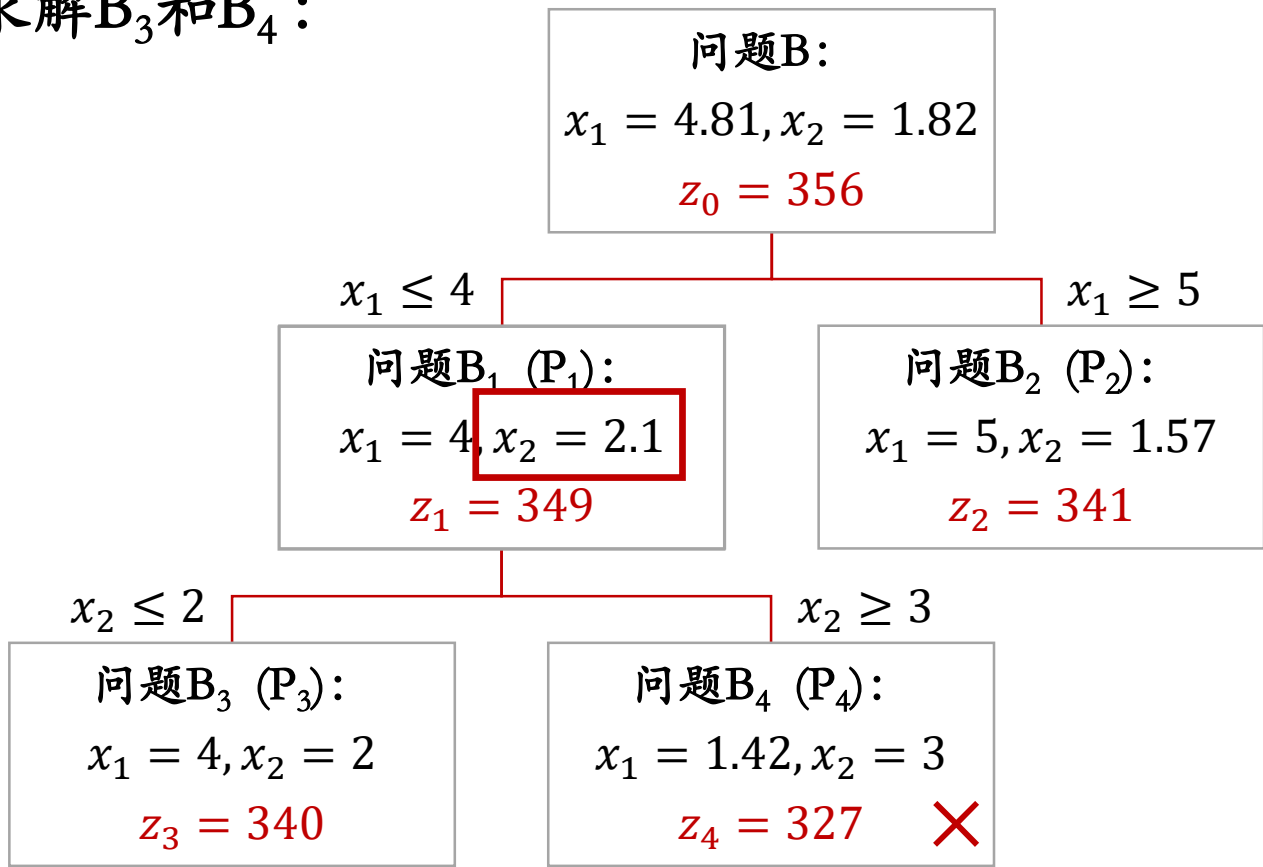 求解B₃和B₄:
问题B:
x₁ = 4.81, x₂ = 1.82
z₀ = 356
x₁ ≤ 4
x₁ ≥ 5
问题B₁ (P₁):
x₁ = 4, x₂ = 2.1
z₁ = 349
问题B₂ (P₂):
x₁ = 5, x₂ = 1.57
z₂ = 341
x₂ ≤ 2
x₂ ≥ 3
问题B₃ (P₃):
x₁ = 4, x₂ = 2
z₃ = 340
问题B₄ (P₄):
x₁ = 1.42, x₂ = 3
z₄ = 327